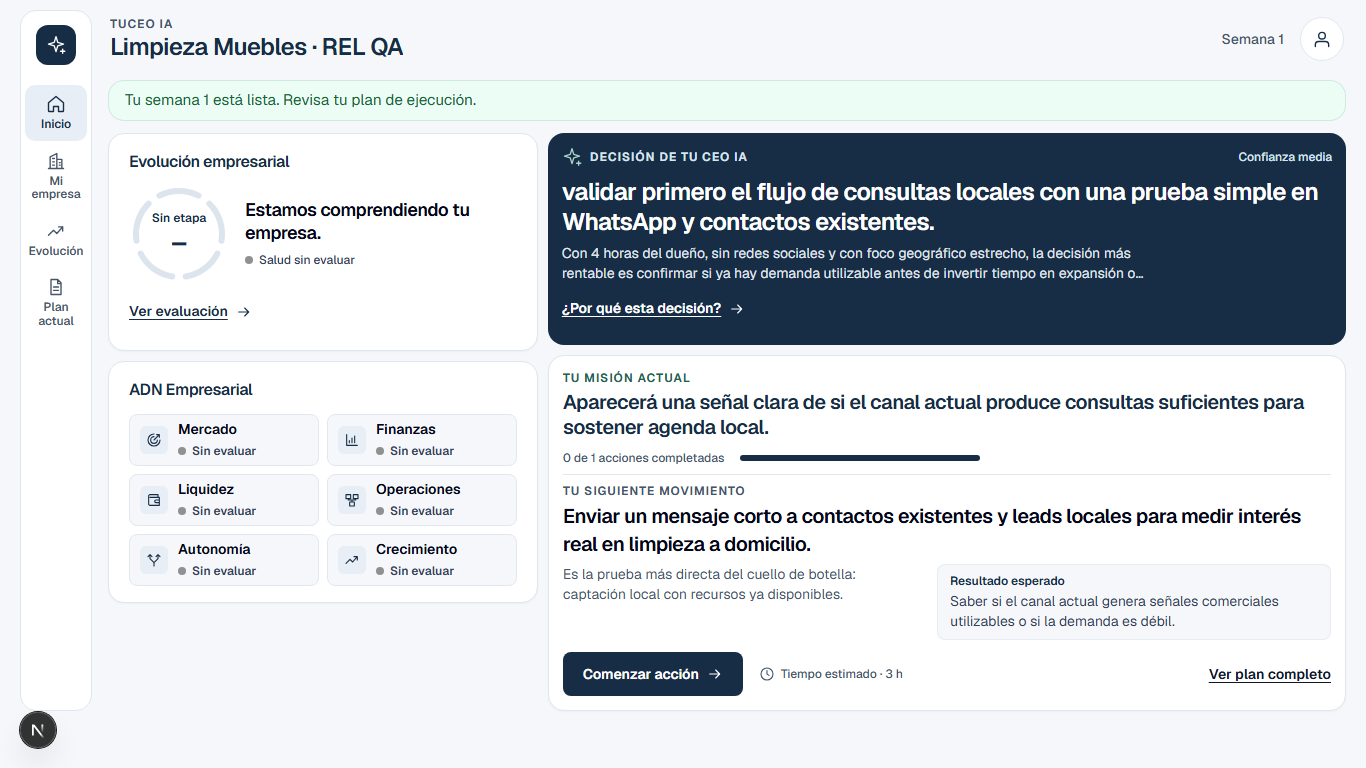 TUCEO IA
Limpieza Muebles · REL QA
Semana 1
Inicio
Mi
empresa
Evolución
Plan
actual
N
Tu semana 1 está lista. Revisa tu plan de ejecución.
Evolución empresarial
Sin etapa
–
Estamos comprendiendo tu
empresa.
Salud sin evaluar
Ver evaluación →
ADN Empresarial
Mercado
Sin evaluar
Finanzas
Sin evaluar
Liquidez
Sin evaluar
Operaciones
Sin evaluar
Autonomía
Sin evaluar
Crecimiento
Sin evaluar
DECISIÓN DE TU CEO IA
Confianza media
validar primero el flujo de consultas locales con una prueba simple en
WhatsApp y contactos existentes.
Con 4 horas del dueño, sin redes sociales y con foco geográfico estrecho, la decisión más
rentable es confirmar si ya hay demanda utilizable antes de invertir tiempo en expansión o…
¿Por qué esta decisión? →
TU MISIÓN ACTUAL
Aparecerá una señal clara de si el canal actual produce consultas suficientes para
sostener agenda local.
0 de 1 acciones completadas
TU SIGUIENTE MOVIMIENTO
Enviar un mensaje corto a contactos existentes y leads locales para medir interés
real en limpieza a domicilio.
Es la prueba más directa del cuello de botella:
captación local con recursos ya disponibles.
Resultado esperado
Saber si el canal actual genera señales comerciales
utilizables o si la demanda es débil.
Comenzar acción →
Tiempo estimado · 3 h
Ver plan completo